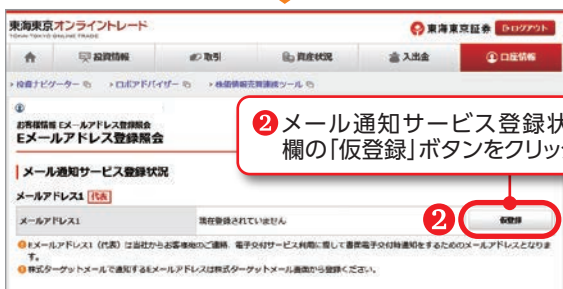 東海東京オンライントレード
TOKAI TOKYO ONLINE TRADE
東海東京証券 ログアウト
投資情報 取引 資産状況 入出金 口座情報
投資ナビゲーター ロボアドバイザー 株価情報充実連続ツール
お客様情報 Eメールアドレス登録照会
Eメールアドレス登録照会
❷メール通知サービス登録状
欄の「仮登録」ボタンをクリッ
メール通知サービス登録状況
メールアドレス1 代表
メールアドレス1 現在登録されていません ❷ 仮登録
Eメールアドレス1（代表）は当社からお客様宛のご連絡、電子交付サービス利用に際して書面電子交付時通知をするためのメールアドレスとなりま
す。
株式ターゲットメールで通知するEメールアドレスは株式ターゲットメール画面から登録ください。